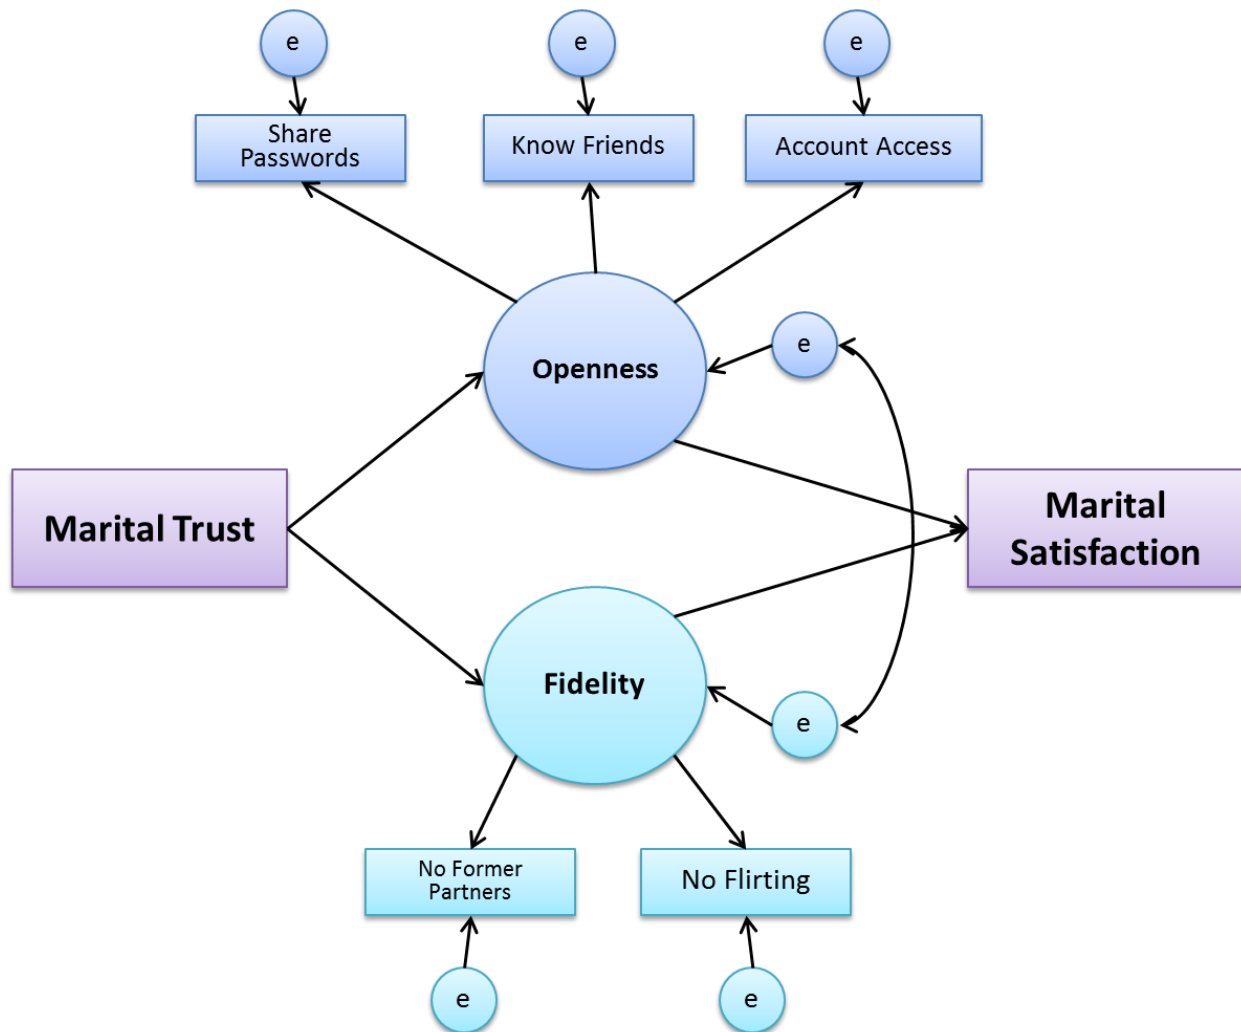 e
e
e
Share
Passwords
Know Friends
Account Access
Openness
e
Marital Trust
Marital
Satisfaction
Fidelity
e
No Former
Partners
No Flirting
e
e